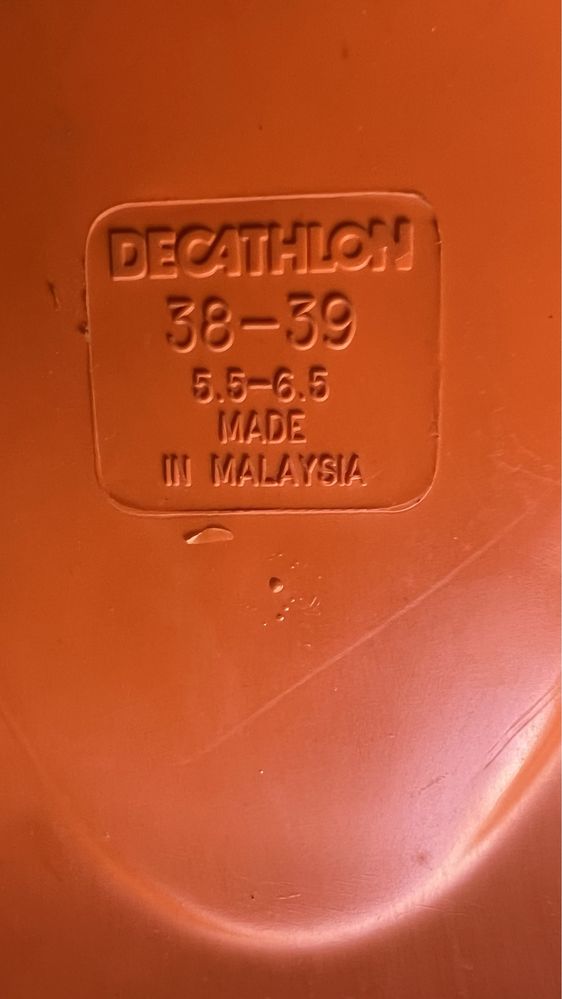 DECATHLON
38-39
5.5-6.5
MADE
IN MALAYSIA